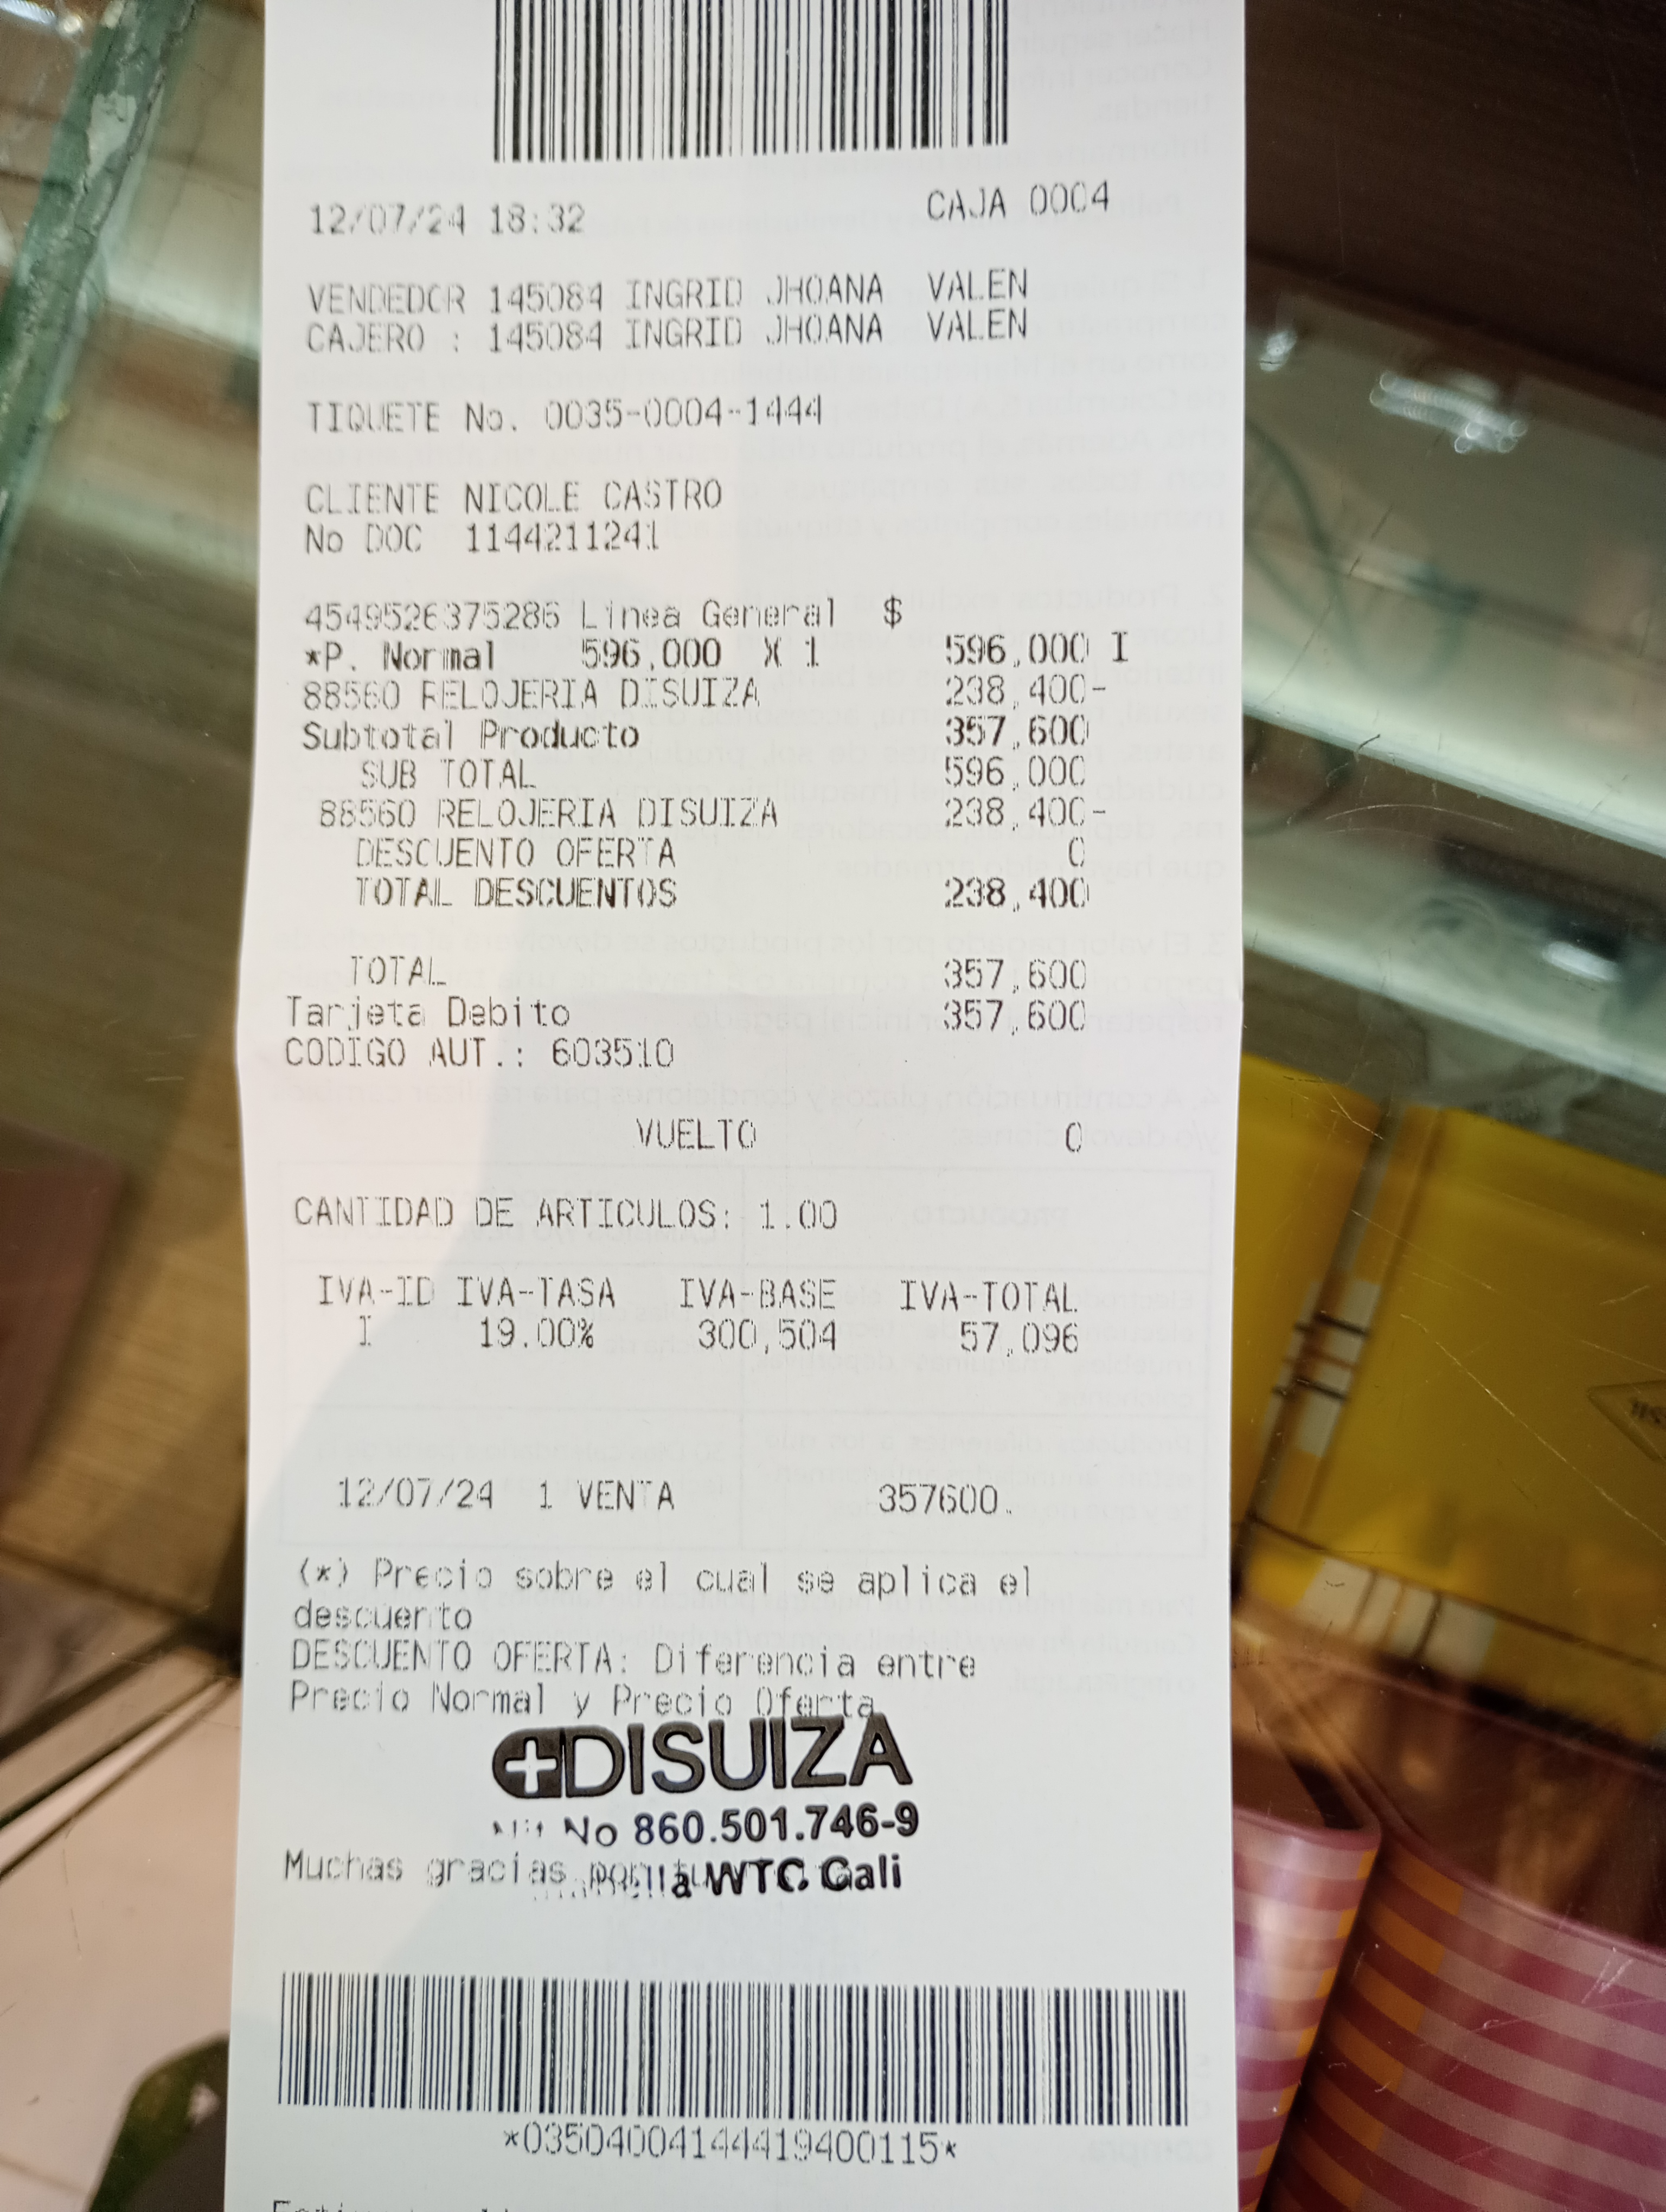 12/07/24 18:32 CAJA 0004
VENDEDOR 145084 INGRID JHOANA VALEN
CAJERO : 145084 INGRID JHOANA VALEN
TIQUETE No. 0035-0004-1444
CLIENTE NICOLE CASTRO
No DOC 1144211241
4549526375286 Linea General $
*P. Normal 596,000 X 1 596,000 I
88560 RELOJERIA DISUIZA 238,400-
Subtotal Producto 357,600
SUB TOTAL 596,000
88560 RELOJERIA DISUIZA 238,400-
DESCUENTO OFERTA 0
TOTAL DESCUENTOS 238,400
TOTAL 357,600
Tarjeta Debito 357,600
CODIGO AUT.: 603510
VUELTO 0
CANTIDAD DE ARTICULOS: 1.00
IVA-ID IVA-TASA IVA-BASE IVA-TOTAL
I 19.00% 300,504 57,096
12/07/24 1 VENTA 357600.
(*) Precio sobre el cual se aplica el
descuento
DESCUENTO OFERTA: Diferencia entre
Precio Normal y Precio Oferta
DISUIZA
Nit No 860.501.746-9
Muchas gracias por
WTC Cali
*03504004144419400115*